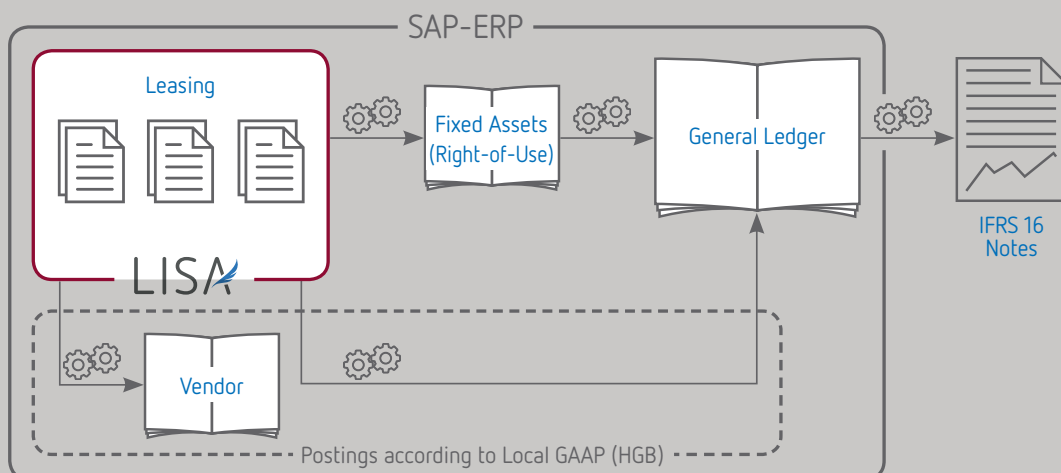 SAP-ERP
Leasing
Fixed Assets
(Right-of-Use)
General Ledger
IFRS 16
Notes
LISA
Vendor
Postings according to Local GAAP (HGB)